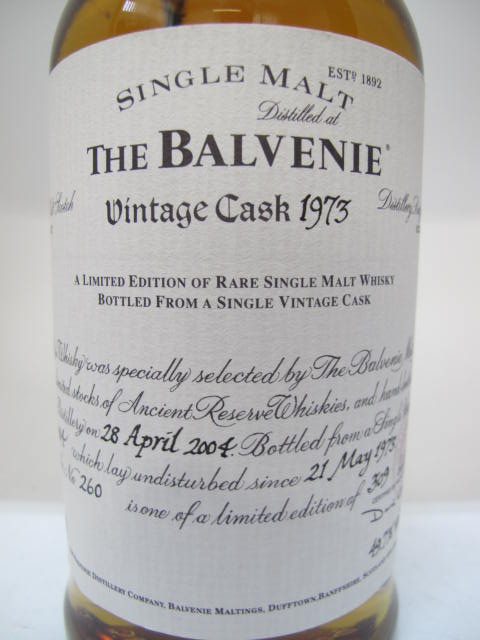 SINGLE MALT
ESTD 1892
Distilled at
THE BALVENIE
Vintage Cask 1973
Scotch
Distillery
A LIMITED EDITION OF RARE SINGLE MALT WHISKY
BOTTLED FROM A SINGLE VINTAGE CASK
Whisky was specially selected by The Balvenie
stocks of Ancient Reserve Whiskies, and
Distillery on 28 April 2004. Bottled from a Single
which lay undisturbed since 21 May 1973
No 260 is one of a limited edition of 309
DISTILLERY COMPANY, BALVENIE MALTINGS, DUFFTOWN, BANFFSHIRE,